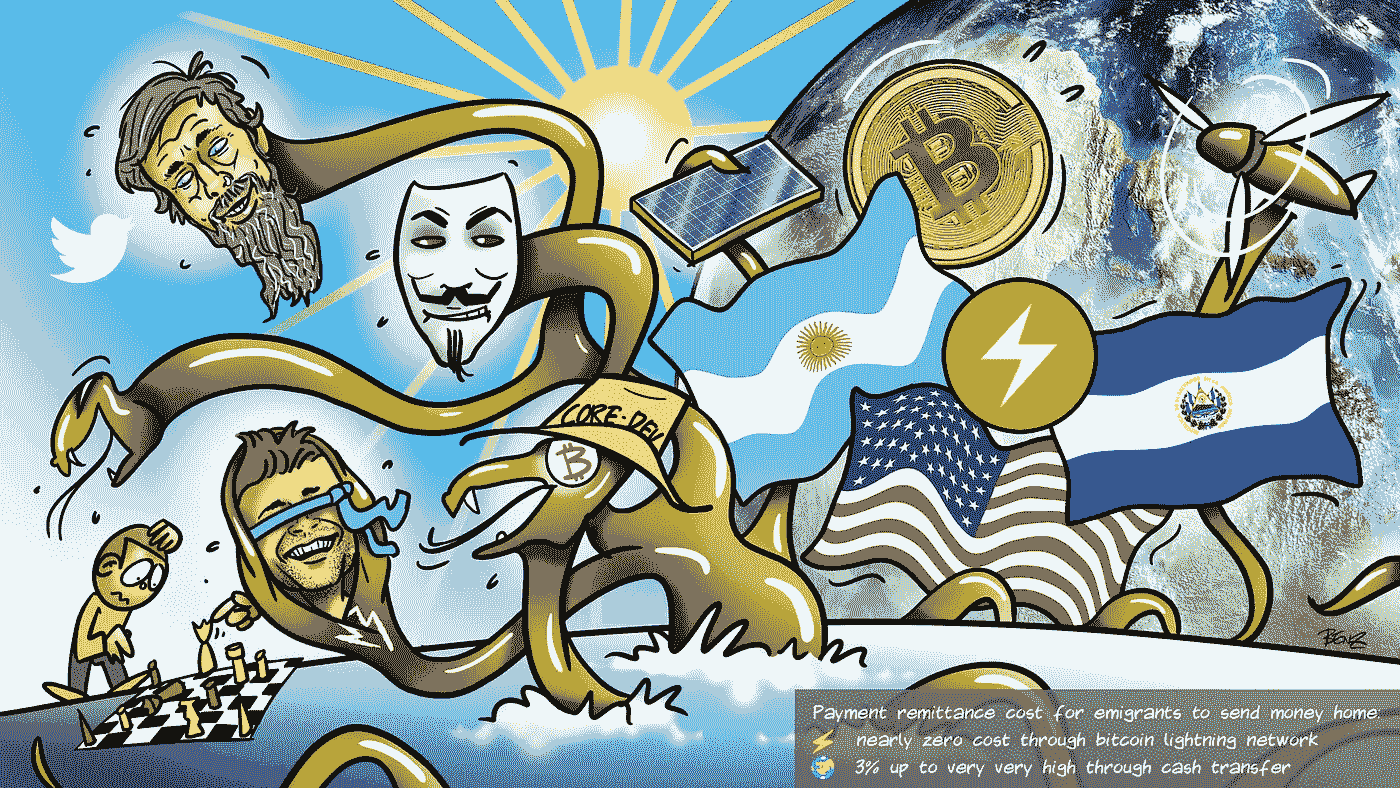 CORE-DEV
BENZ
Payment remittance cost for emigrants to send money home
nearly zero cost through bitcoin lightning network
3% up to very very high through cash transfer